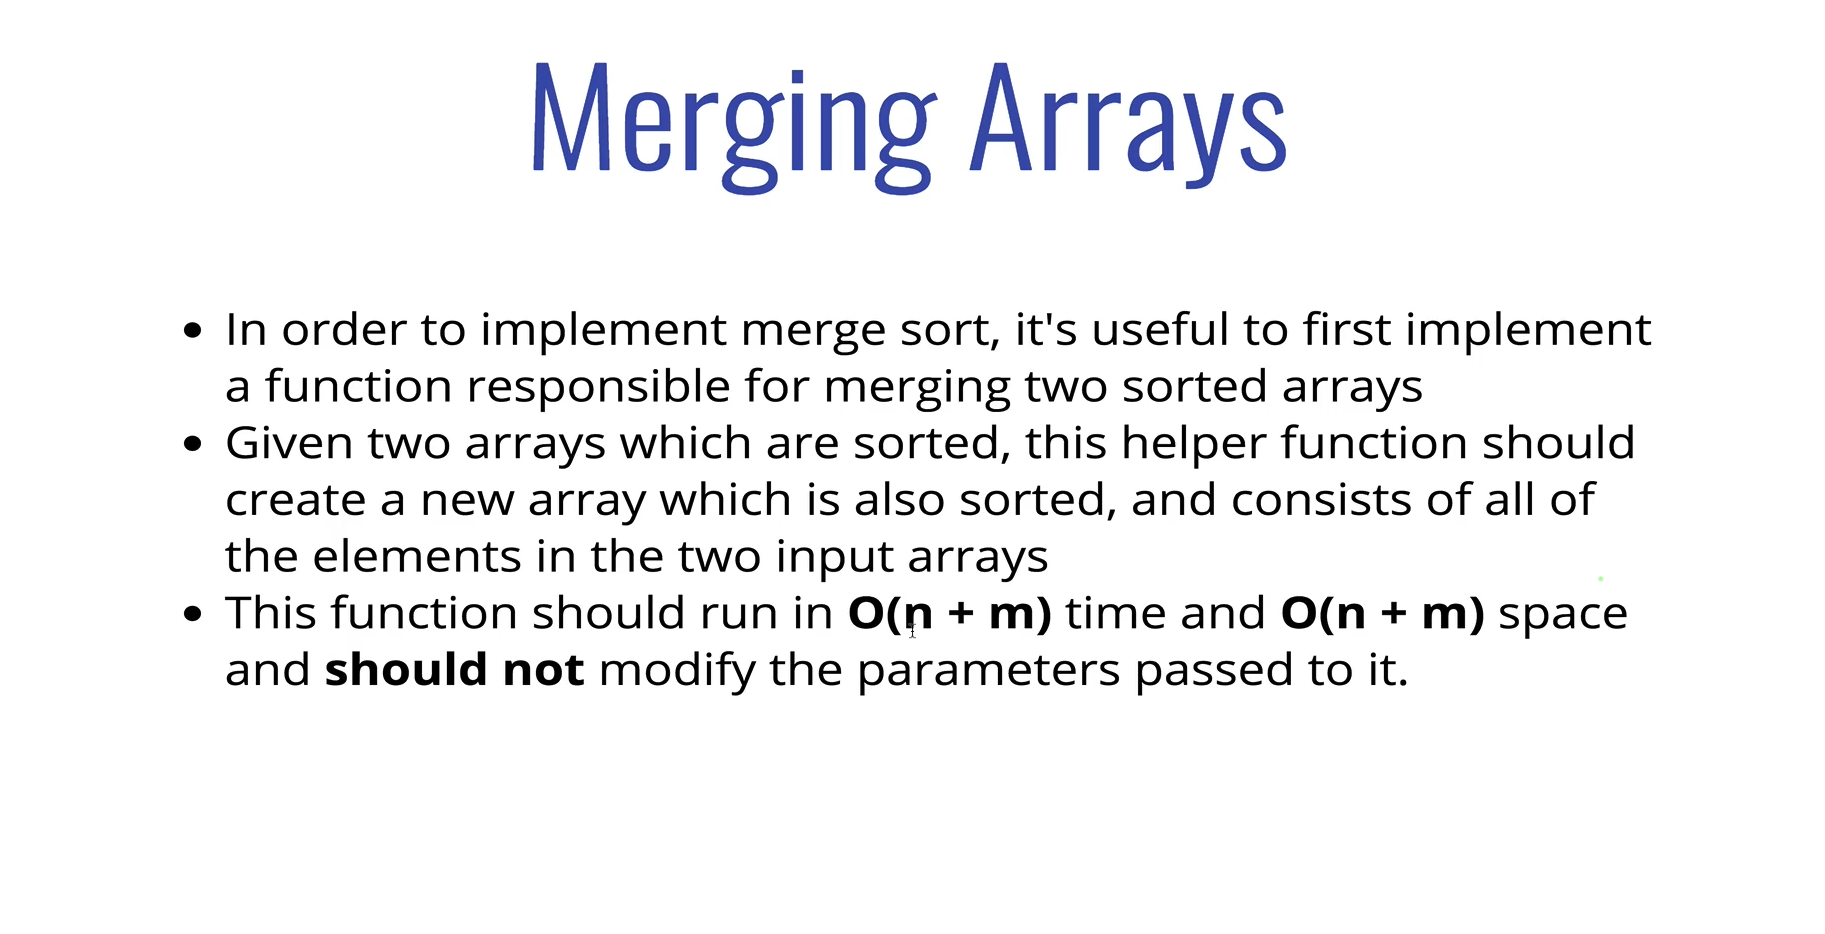 Merging Arrays
• In order to implement merge sort, it's useful to first implement
a function responsible for merging two sorted arrays
• Given two arrays which are sorted, this helper function should
create a new array which is also sorted, and consists of all of
the elements in the two input arrays
• This function should run in O(n + m) time and O(n + m) space
and should not modify the parameters passed to it.